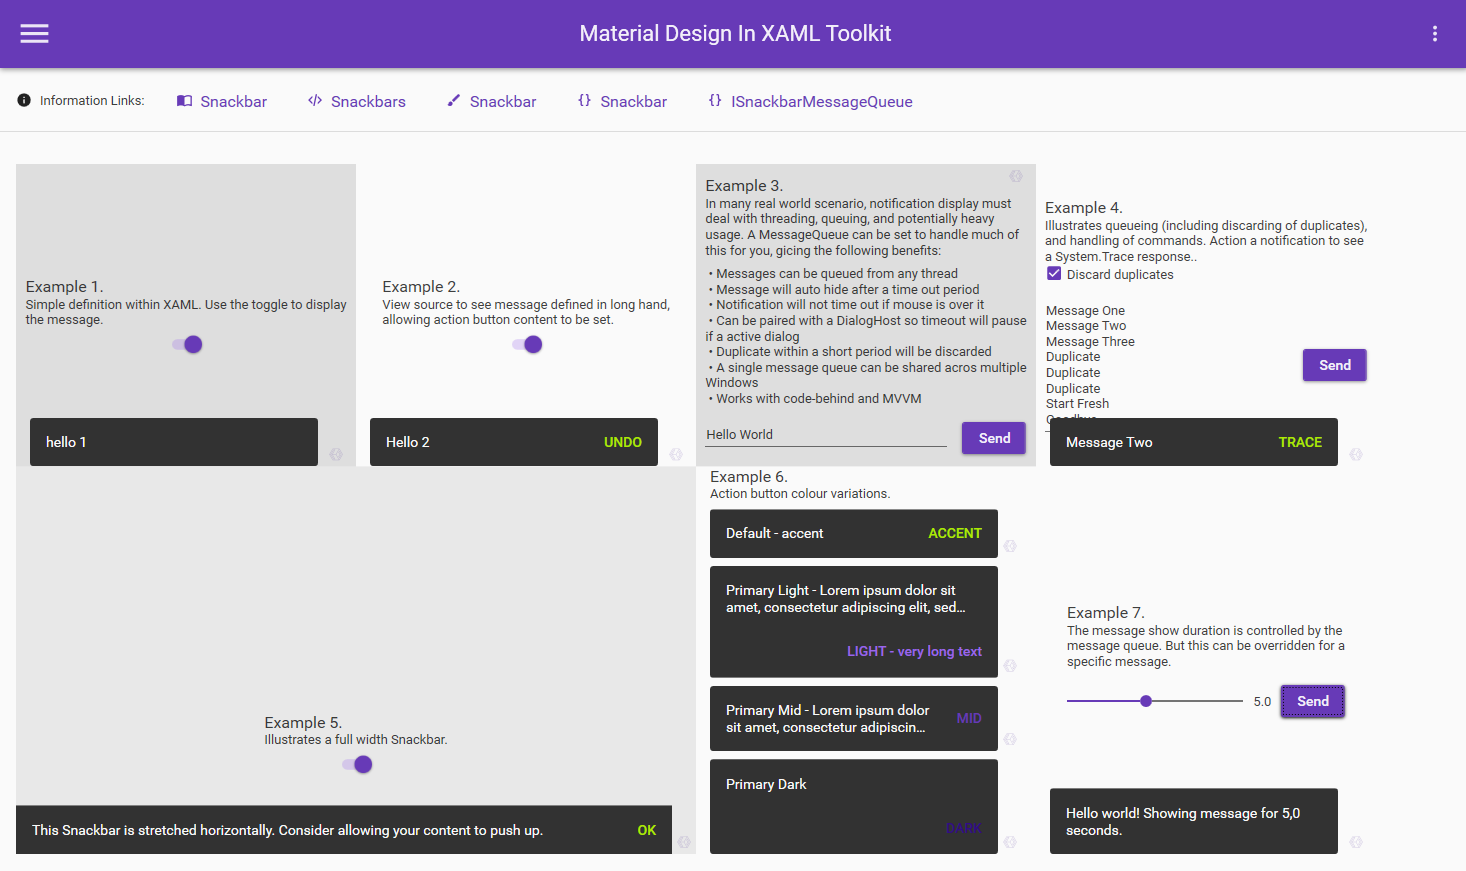 Material Design In XAML Toolkit
Information Links:
Snackbar
Snackbars
Snackbar
Snackbar
ISnackbarMessageQueue
Example 1.
Simple definition within XAML. Use the toggle to display
the message.
hello 1
Example 2.
View source to see message defined in long hand,
allowing action button content to be set.
Hello 2
UNDO
Example 3.
In many real world scenario, notification display must
deal with threading, queuing, and potentially heavy
usage. A MessageQueue can be set to handle much of
this for you, gicing the following benefits:
• Messages can be queued from any thread
• Message will auto hide after a time out period
• Notification will not time out if mouse is over it
• Can be paired with a DialogHost so timeout will pause
if a active dialog
• Duplicate within a short period will be discarded
• A single message queue can be shared acros multiple
Windows
• Works with code-behind and MVVM
Hello World
Send
Example 4.
Illustrates queueing (including discarding of duplicates),
and handling of commands. Action a notification to see
a System.Trace response..
Discard duplicates
Message One
Message Two
Message Three
Duplicate
Duplicate
Duplicate
Start Fresh
Send
Message Two
TRACE
Example 5.
Illustrates a full width Snackbar.
This Snackbar is stretched horizontally. Consider allowing your content to push up.
OK
Example 6.
Action button colour variations.
Default - accent
ACCENT
Primary Light - Lorem ipsum dolor sit
amet, consectetur adipiscing elit, sed...
LIGHT - very long text
Primary Mid - Lorem ipsum dolor
sit amet, consectetur adipiscin...
MID
Primary Dark
DARK
Example 7.
The message show duration is controlled by the
message queue. But this can be overridden for a
specific message.
5.0
Send
Hello world! Showing message for 5,0
seconds.